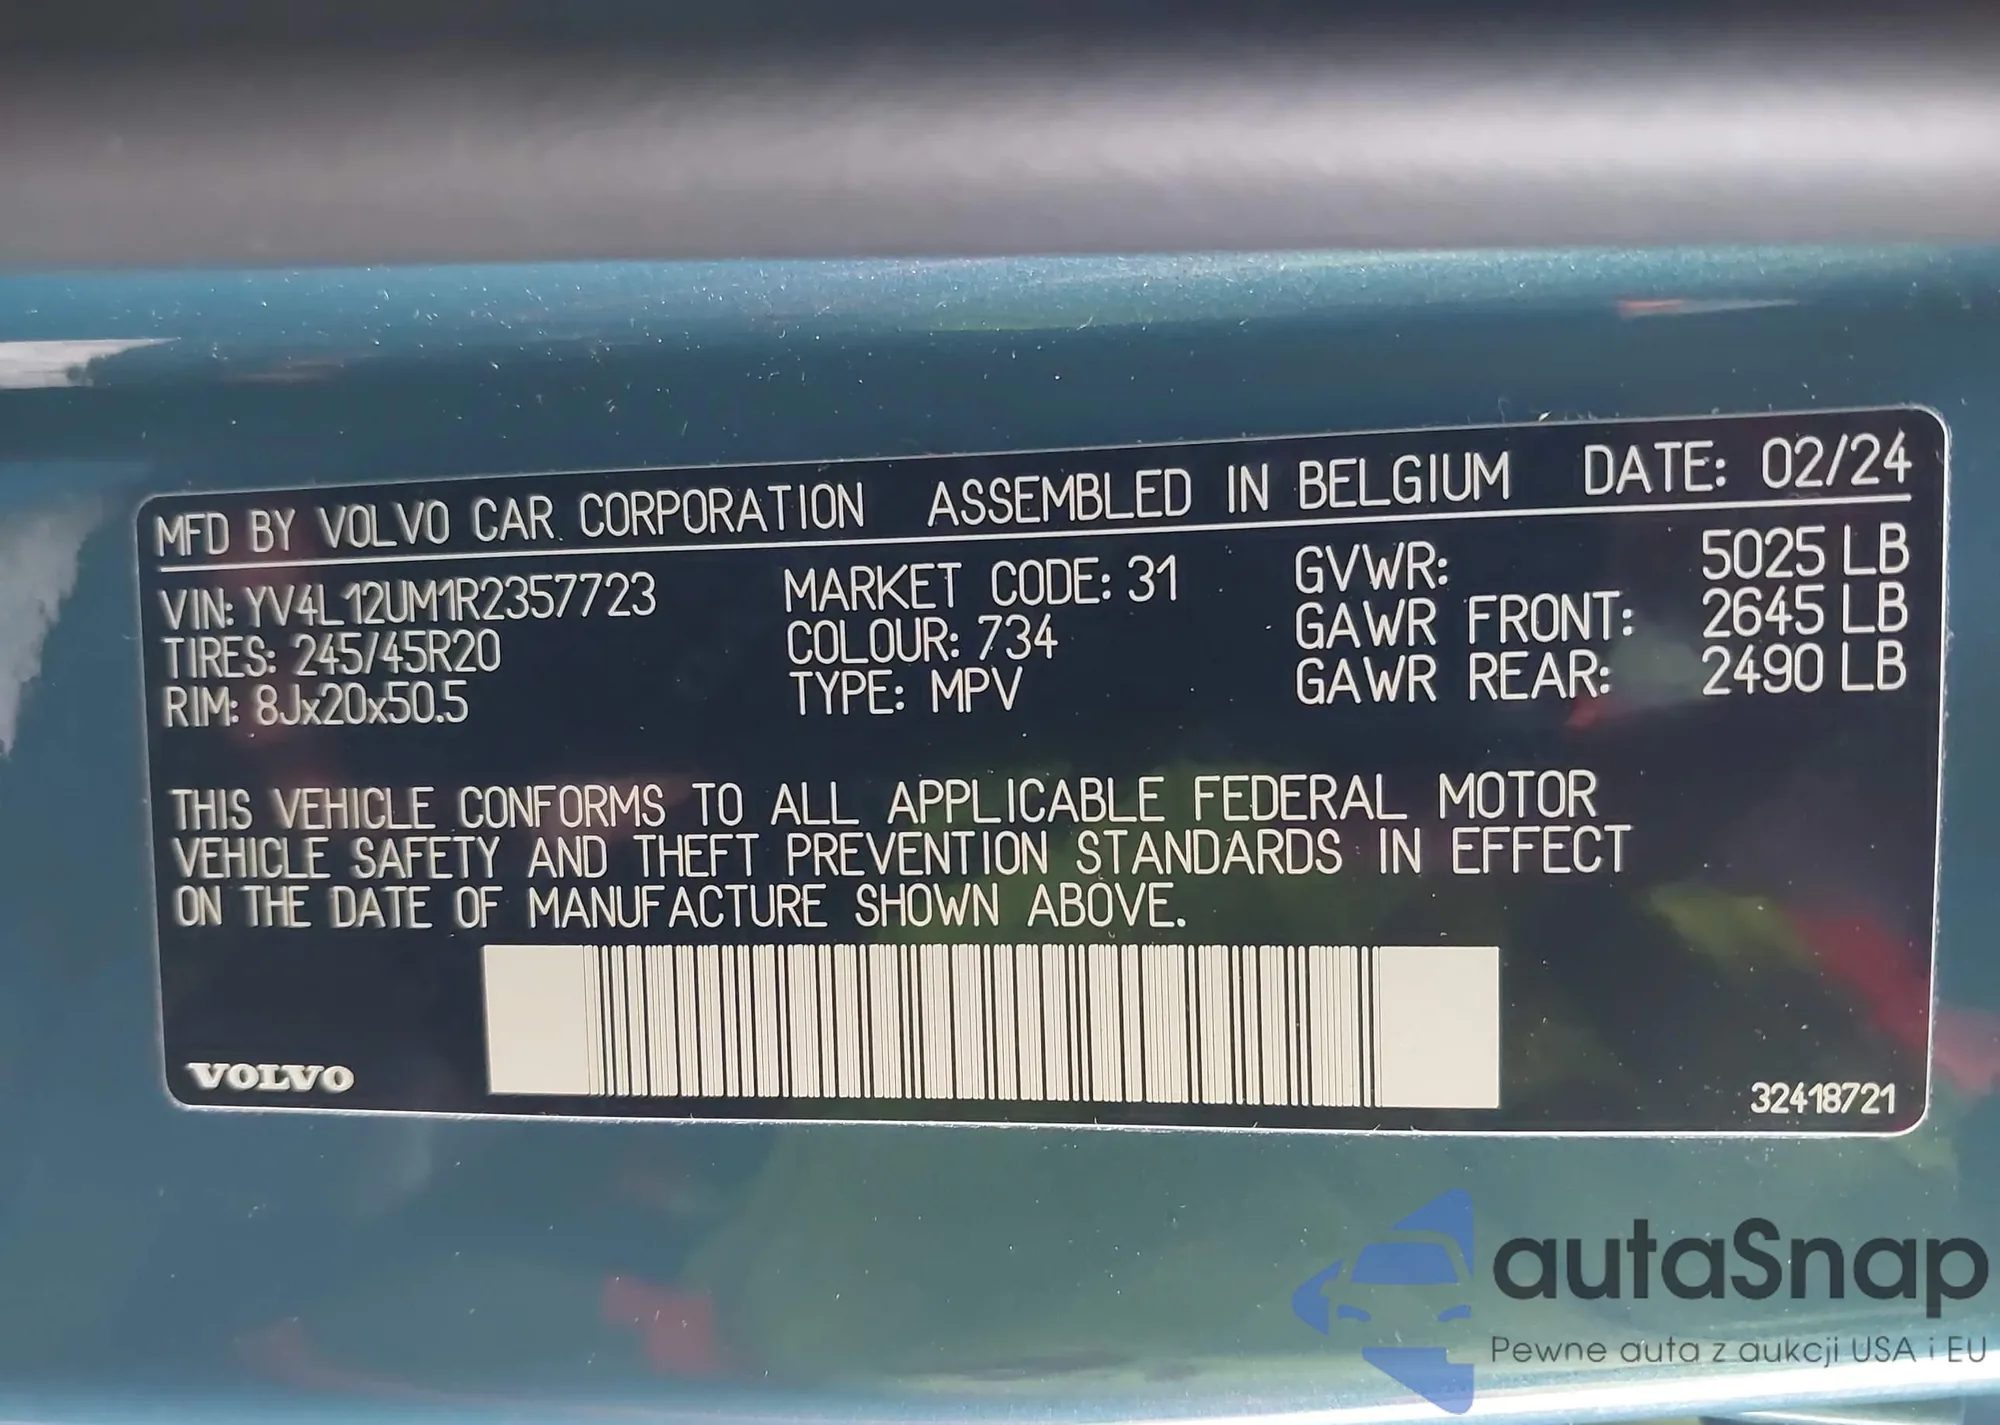 MFD BY VOLVO CAR CORPORATION ASSEMBLED IN BELGIUM DATE: 02/24
VIN: YV4L12UM1R2357723 MARKET CODE: 31 GVWR: 5025 LB
TIRES: 245/45R20 COLOUR: 734 GAWR FRONT: 2645 LB
RIM: 8Jx20x50.5 TYPE: MPV GAWR REAR: 2490 LB
THIS VEHICLE CONFORMS TO ALL APPLICABLE FEDERAL MOTOR
VEHICLE SAFETY AND THEFT PREVENTION STANDARDS IN EFFECT
ON THE DATE OF MANUFACTURE SHOWN ABOVE.
VOLVO
32418721
autaSnap
Pewne auta z aukcji USA i EU